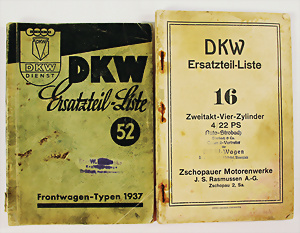 DKW
DIENST
DKW
Ersatzteil-Liste
52
Frontwagen-Typen 1937
DKW
Ersatzteil-Liste
16
Zweitakt-Vier-Zylinder
4.22 PS
Wagen
Zschopauer Motorenwerke
J. S. Rasmussen A.-G.
Zschopau 2. Sa.